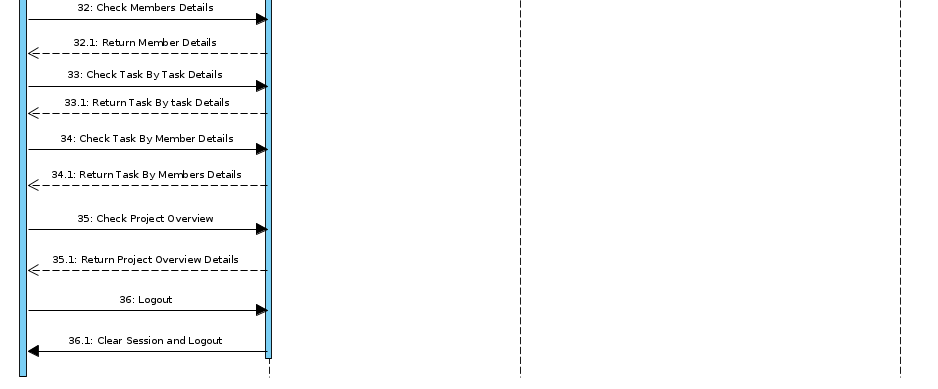 32: Check Members Details
32.1: Return Member Details
33: Check Task By Task Details
33.1: Return Task By task Details
34: Check Task By Member Details
34.1: Return Task By Members Details
35: Check Project Overview
35.1: Return Project Overview Details
36: Logout
36.1: Clear Session and Logout